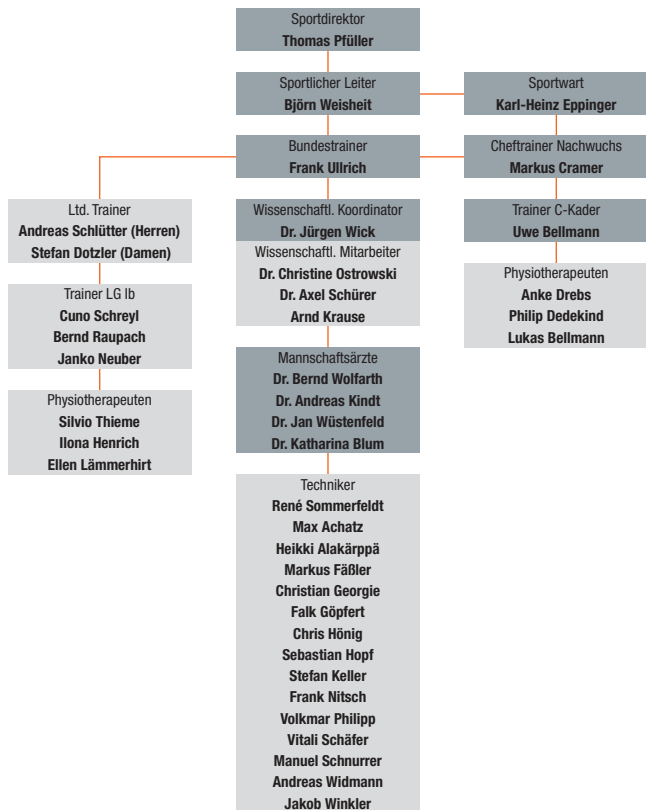 Sportdirektor
Thomas Pfüller
Sportlicher Leiter
Björn Weisheit
Sportwart
Karl-Heinz Eppinger
Bundestrainer
Frank Ullrich
Cheftrainer Nachwuchs
Markus Cramer
Ltd. Trainer
Andreas Schlütter (Herren)
Stefan Dotzler (Damen)
Trainer LG Ib
Cuno Schreyl
Bernd Raupach
Janko Neuber
Physiotherapeuten
Silvio Thieme
Ilona Henrich
Ellen Lämmerhirt
Wissenschaftl. Koordinator
Dr. Jürgen Wick
Wissenschaftl. Mitarbeiter
Dr. Christine Ostrowski
Dr. Axel Schürer
Arnd Krause
Mannschaftsärzte
Dr. Bernd Wolfarth
Dr. Andreas Kindt
Dr. Jan Wüstenfeld
Dr. Katharina Blum
Techniker
René Sommerfeldt
Max Achatz
Heikki Alakärppä
Markus Fäßler
Christian Georgie
Falk Göpfert
Chris Hönig
Sebastian Hopf
Stefan Keller
Frank Nitsch
Volkmar Philipp
Vitali Schäfer
Manuel Schnurrer
Andreas Widmann
Jakob Winkler
Trainer C-Kader
Uwe Bellmann
Physiotherapeuten
Anke Drebs
Philip Dedekind
Lukas Bellmann